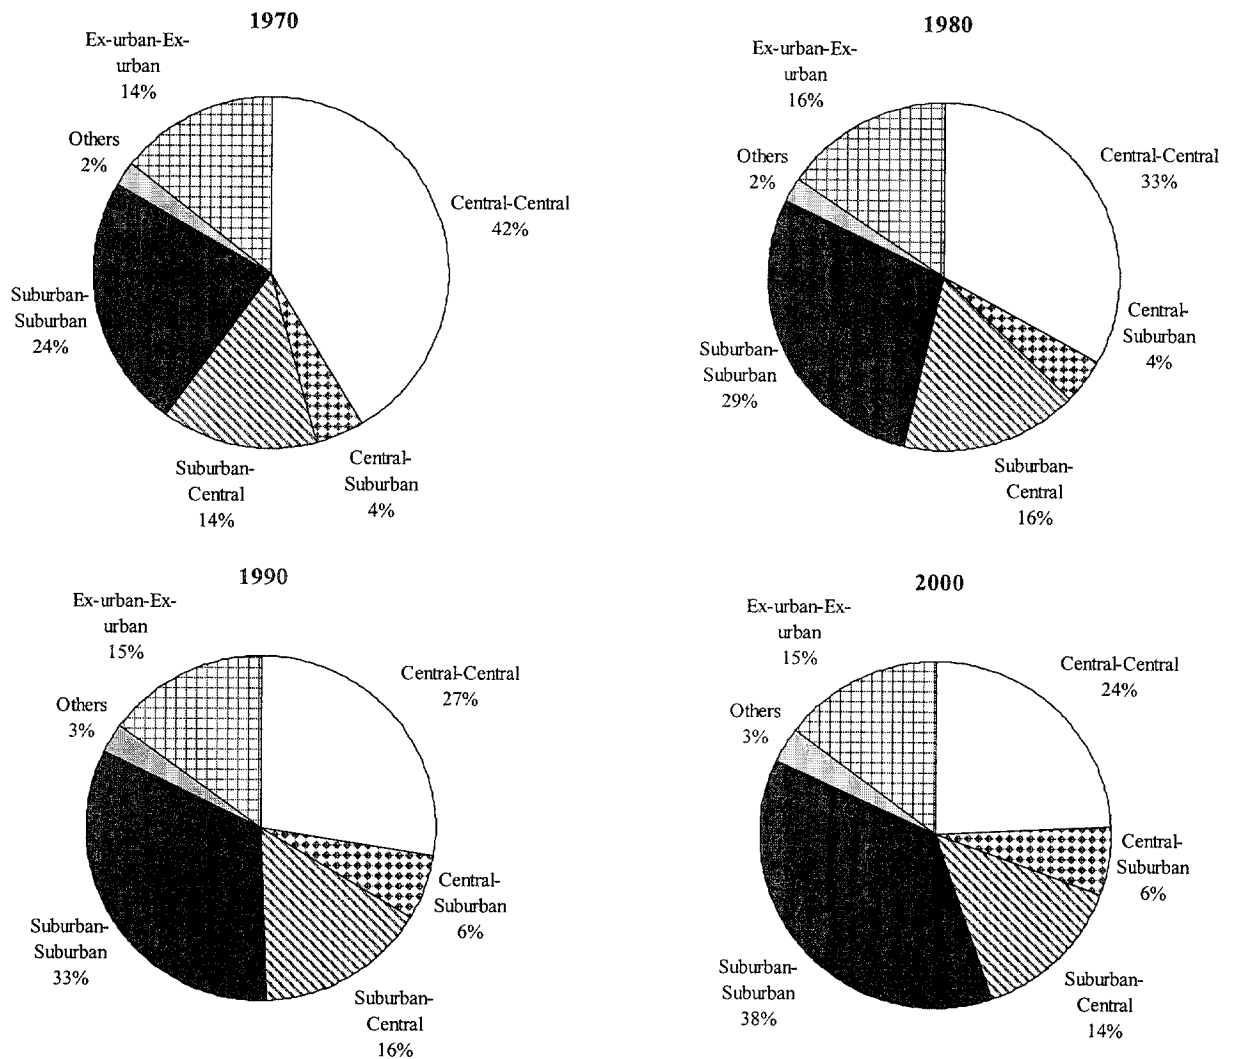 1970
Ex-urban-Ex-
urban
14%
Others
2%
Central-Central
42%
Suburban-
Suburban
24%
Suburban-
Central
14%
Central-
Suburban
4%
1980
Ex-urban-Ex-
urban
16%
Others
2%
Central-Central
33%
Central-
Suburban
4%
Suburban-
Suburban
29%
Suburban-
Central
16%
1990
Ex-urban-Ex-
urban
15%
Others
3%
Central-Central
27%
Central-
Suburban
6%
Suburban-
Suburban
33%
Suburban-
Central
16%
2000
Ex-urban-Ex-
urban
15%
Others
3%
Central-Central
24%
Central-
Suburban
6%
Suburban-
Suburban
38%
Suburban-
Central
14%